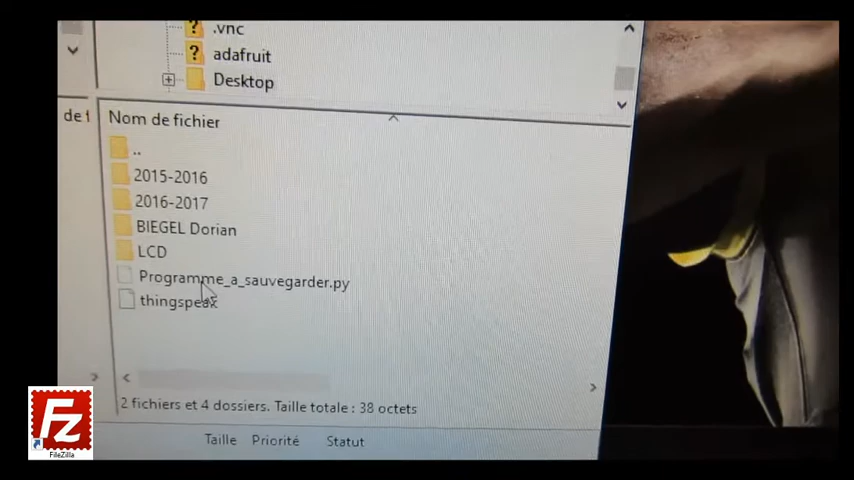 .vnc
adafruit
Desktop
Nom de fichier
..
2015-2016
2016-2017
BIEGEL Dorian
LCD
Programme_a_sauvegarder.py
thingspeak
2 fichiers et 4 dossiers. Taille totale : 38 octets
Taille Priorité Statut
FZ
FileZilla